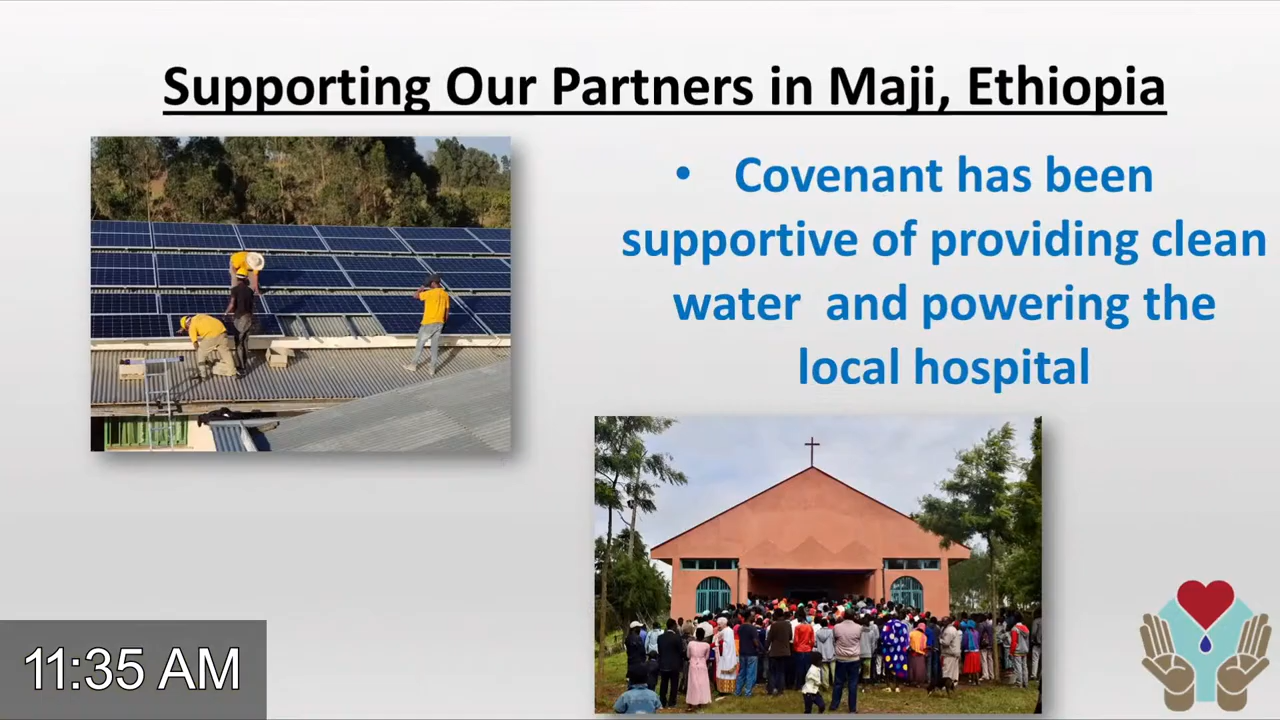 Supporting Our Partners in Maji, Ethiopia
• Covenant has been
supportive of providing clean
water and powering the
local hospital
11:35 AM